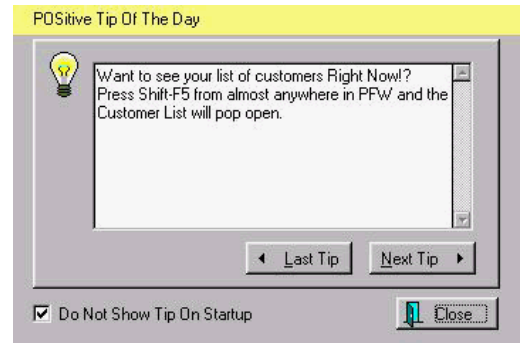 POSitive Tip Of The Day
Want to see your list of customers Right Now!?
Press Shift-F5 from almost anywhere in PFW and the
Customer List will pop open.
Last Tip
Next Tip
Do Not Show Tip On Startup
Close